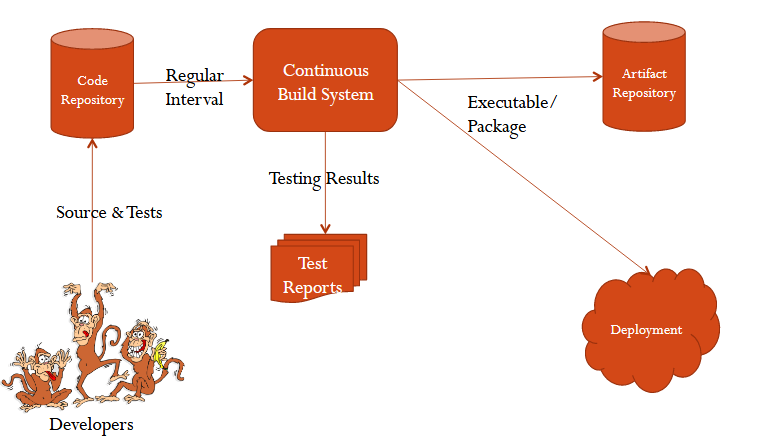 Code
Repository
Regular
Interval
Continuous
Build System
Executable/
Package
Artifact
Repository
Testing Results
Source & Tests
Test
Reports
Deployment
Developers